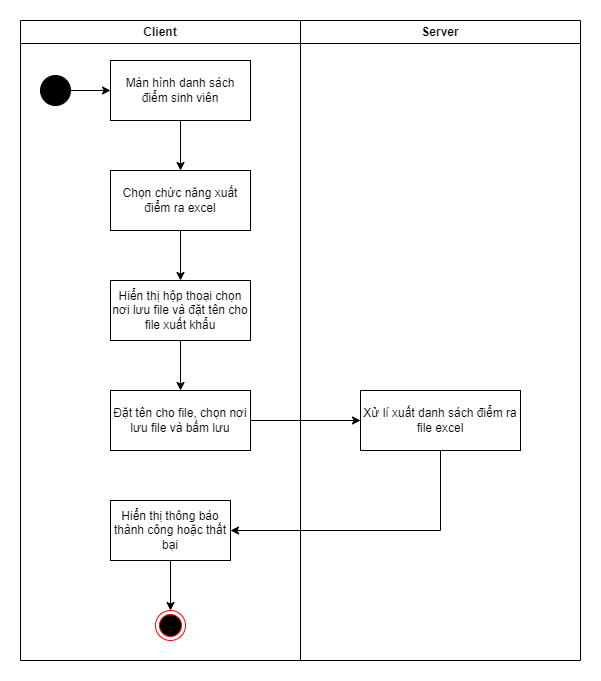 Client
Server
Màn hình danh sách
điểm sinh viên
Chọn chức năng xuất
điểm ra excel
Hiển thị hộp thoại chọn
nơi lưu file và đặt tên cho
file xuất khẩu
Đặt tên cho file, chọn nơi
lưu file và bấm lưu
Xử lí xuất danh sách điểm ra
file excel
Hiển thị thông báo
thành công hoặc thất
bại